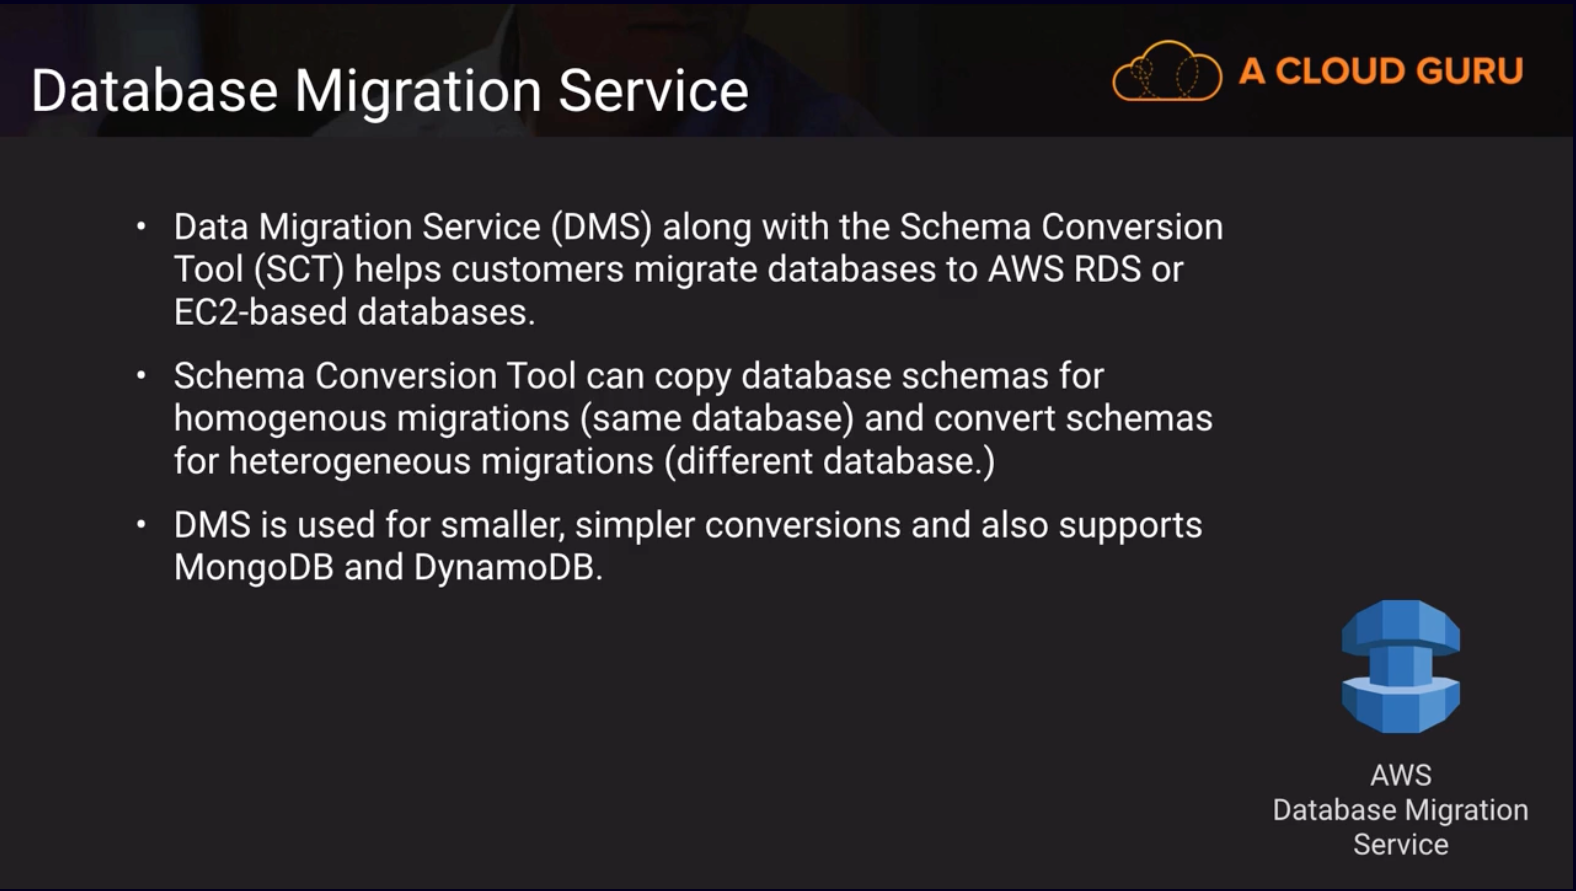 Database Migration Service
A CLOUD GURU
• Data Migration Service (DMS) along with the Schema Conversion
Tool (SCT) helps customers migrate databases to AWS RDS or
EC2-based databases.
• Schema Conversion Tool can copy database schemas for
homogenous migrations (same database) and convert schemas
for heterogeneous migrations (different database.)
• DMS is used for smaller, simpler conversions and also supports
MongoDB and DynamoDB.
AWS
Database Migration
Service